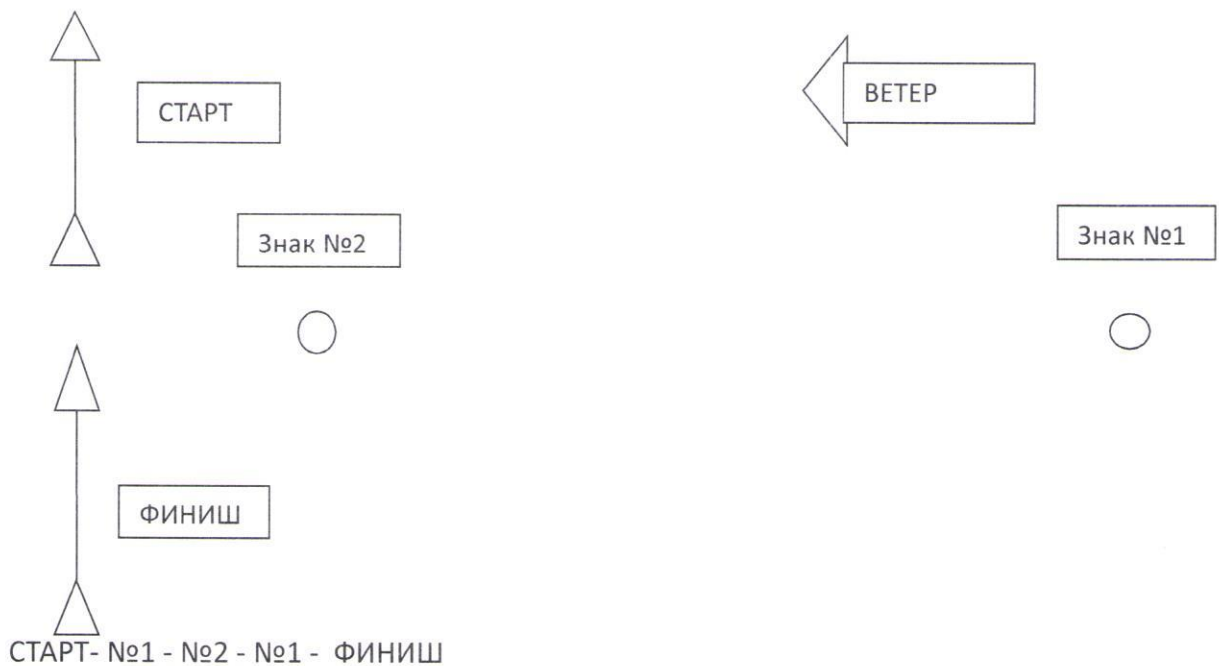 СТАРТ
ВЕТЕР
Знак №2
Знак №1
ФИНИШ
СТАРТ- №1 - №2 - №1 -  ФИНИШ